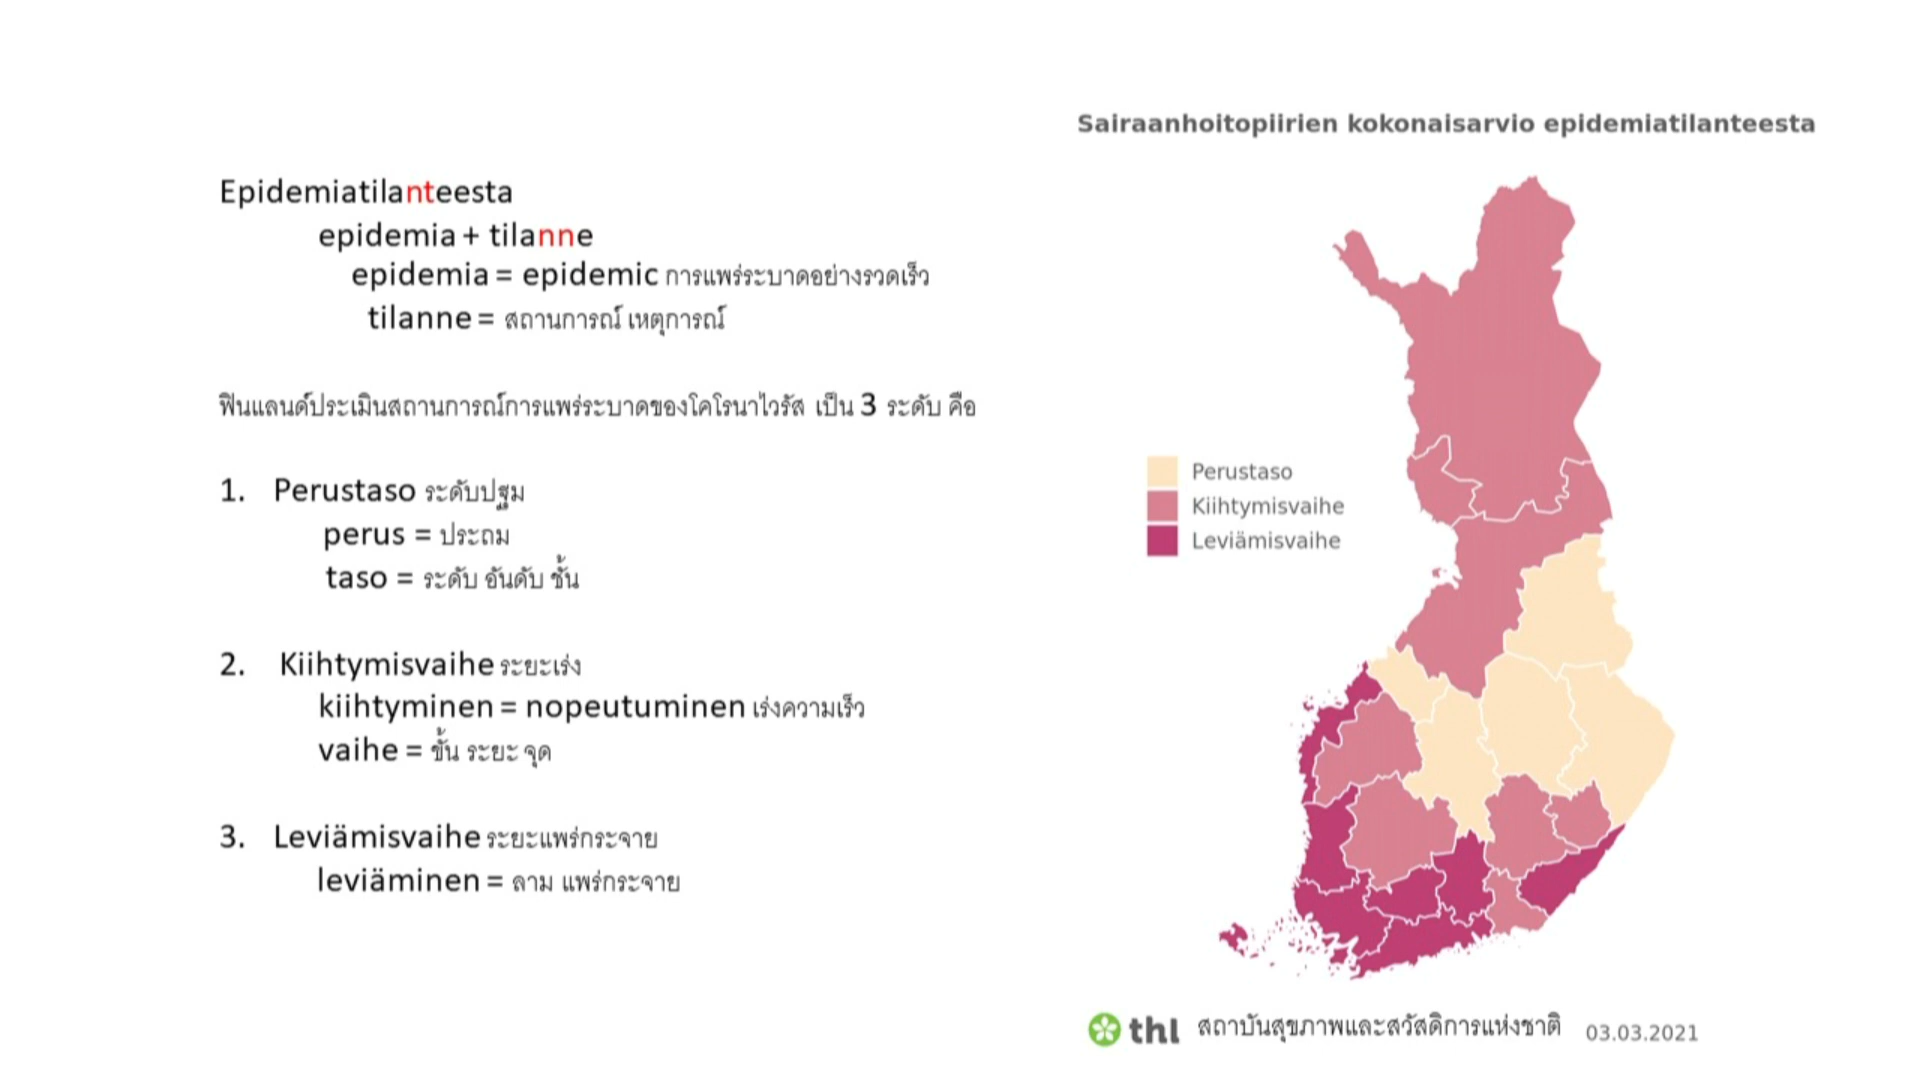 Epidemiatilanteesta
epidemia + tilanne
epidemia = epidemic การแพร่ระบาดอย่างรวดเร็ว
tilanne = สถานการณ์ เหตุการณ์
ฟินแลนด์ประเมินสถานการณ์การแพร่ระบาดของโคโรนาไวรัส เป็น 3 ระดับ คือ
1. Perustaso ระดับปฐม
perus = ประถม
taso = ระดับ อันดับ ชั้น
2. Kiihtymisvaihe ระยะเร่ง
kiihtyminen = nopeutuminen เร่งความเร็ว
vaihe = ขั้น ระยะ จุด
3. Leviämisvaihe ระยะแพร่กระจาย
leviäminen = ลาม แพร่กระจาย
Sairaanhoitopiirien kokonaisarvio epidemiatilanteesta
Perustaso
Kiihtymisvaihe
Leviämisvaihe
thl สถาบันสุขภาพและสวัสดิการแห่งชาติ 03.03.2021